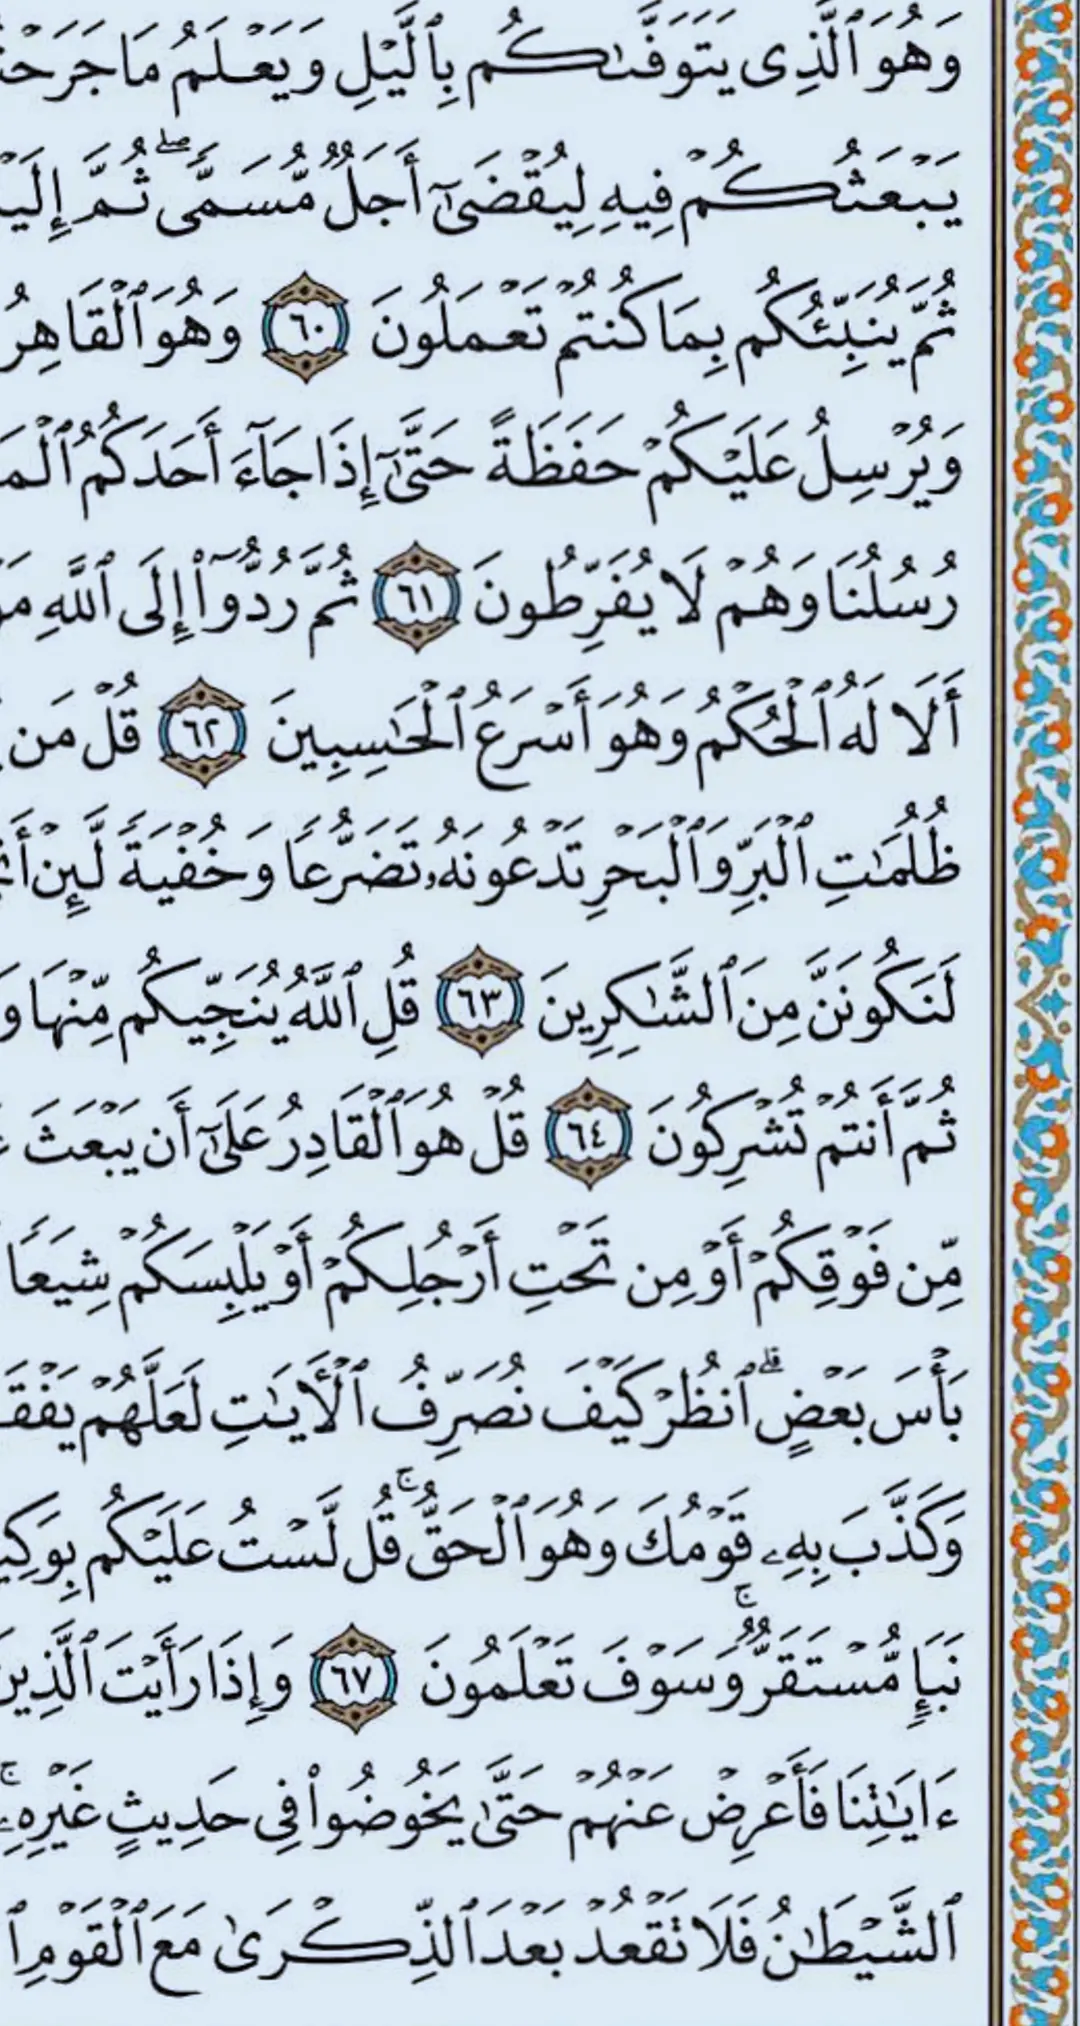 وَهُوَ ٱلَّذِى يَتَوَفَّىٰكُم بِٱلَّيْلِ وَيَعْلَمُ مَا
يَبْعَثُكُمْ فِيهِ لِيُقْضَىٰٓ أَجَلٌ مُّسَمًّى ۖ ثُمَّ
ثُمَّ يُنَبِّئُكُم بِمَا كُنتُمْ تَعْمَلُونَ ٦٠ وَهُوَ ٱلْقَاهِرُ
وَيُرْسِلُ عَلَيْكُمْ حَفَظَةً حَتَّىٰٓ إِذَا جَآءَ أَحَدَكُمُ
رُسُلُنَا وَهُمْ لَا يُفَرِّطُونَ ٦١ ثُمَّ رُدُّوٓا۟ إِلَى ٱللَّهِ
أَلَا لَهُ ٱلْحُكْمُ وَهُوَ أَسْرَعُ ٱلْحَـٰسِبِينَ ٦٢ قُلْ مَن
ظُلُمَـٰتِ ٱلْبَرِّ وَٱلْبَحْرِ تَدْعُونَهُۥ تَضَرُّعًا وَخُفْيَةً لَّئِنْ
لَنَكُونَنَّ مِنَ ٱلشَّـٰكِرِينَ ٦٣ قُلِ ٱللَّهُ يُنَجِّيكُم مِّنْهَا
ثُمَّ أَنتُمْ تُشْرِكُونَ ٦٤ قُلْ هُوَ ٱلْقَادِرُ عَلَىٰٓ أَن يَبْعَثَ
مِّن فَوْقِكُمْ أَوْ مِن تَحْتِ أَرْجُلِكُمْ أَوْ يَلْبِسَكُمْ شِيَعًا
بَأْسَ بَعْضٍ ۗ ٱنظُرْ كَيْفَ نُصَرِّفُ ٱلْـَٔايَـٰتِ لَعَلَّهُمْ
وَكَذَّبَ بِهِۦ قَوْمُكَ وَهُوَ ٱلْحَقُّ ۚ قُل لَّسْتُ عَلَيْكُم
نَبَإٍ مُّسْتَقَرٌّ ۚ وَسَوْفَ تَعْلَمُونَ ٦٧ وَإِذَا رَأَيْتَ ٱلَّذِينَ
ءَايَـٰتِنَا فَأَعْرِضْ عَنْهُمْ حَتَّىٰ يَخُوضُوا۟ فِى حَدِيثٍ غَيْرِهِۦ ۚ
ٱلشَّيْطَـٰنُ فَلَا تَقْعُدْ بَعْدَ ٱلذِّكْرَىٰ مَعَ ٱلْقَوْمِ